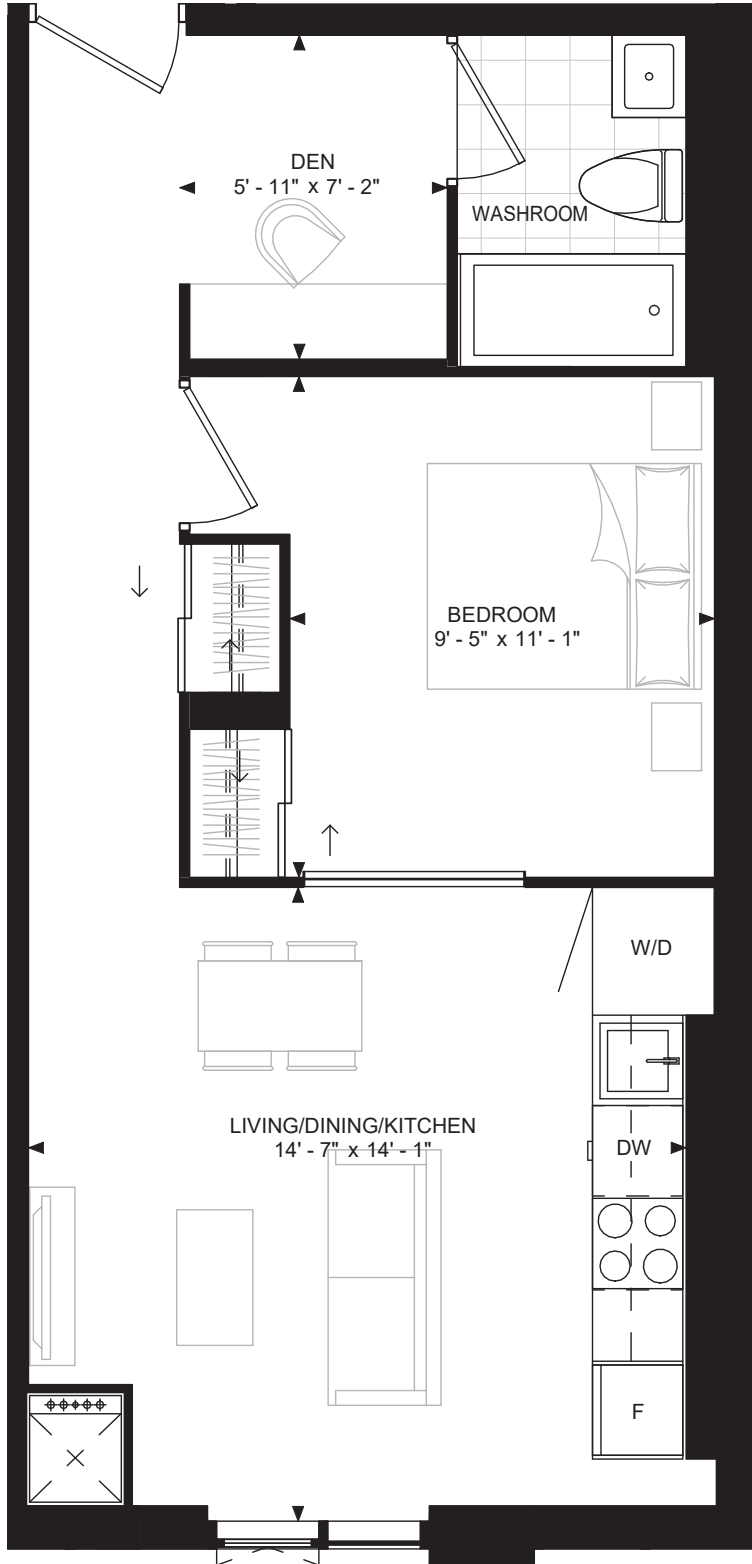 DEN
5' - 11" x 7' - 2"
WASHROOM
BEDROOM
9' - 5" x 11' - 1"
W/D
LIVING/DINING/KITCHEN
14' - 7" x 14' - 1"
DW
F